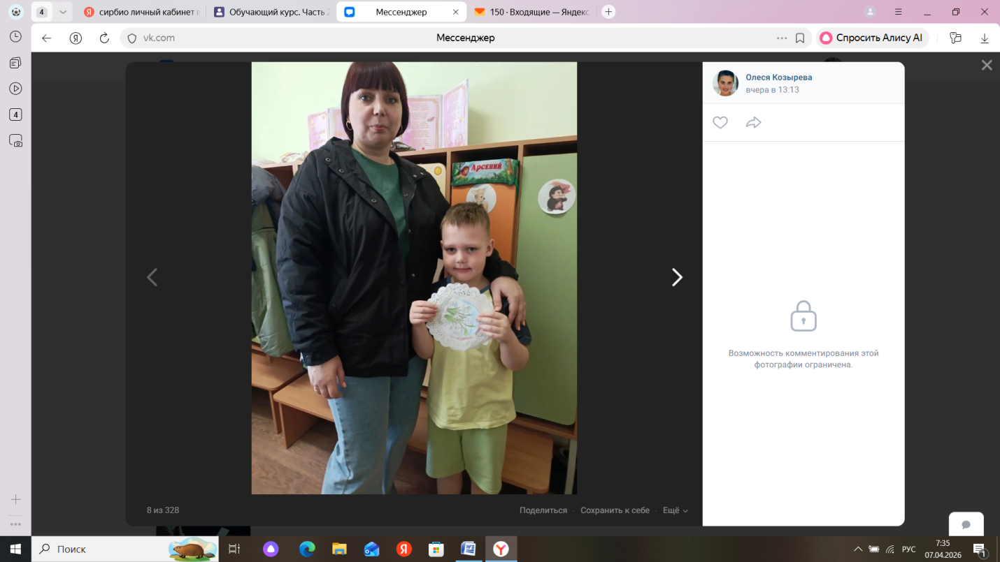 4
сирбио личный кабинет в
Обучающий курс. Часть 2
Мессенджер
150 · Входящие — Яндекс
vk.com
Мессенджер
Спросить Алису AI
4
Арсений
Олеся Козырева
вчера в 13:13
Возможность комментирования этой
фотографии ограничена.
8 из 328
Поделиться
Сохранить к себе
Ещё
Поиск
РУС
7:35
07.04.2026
1